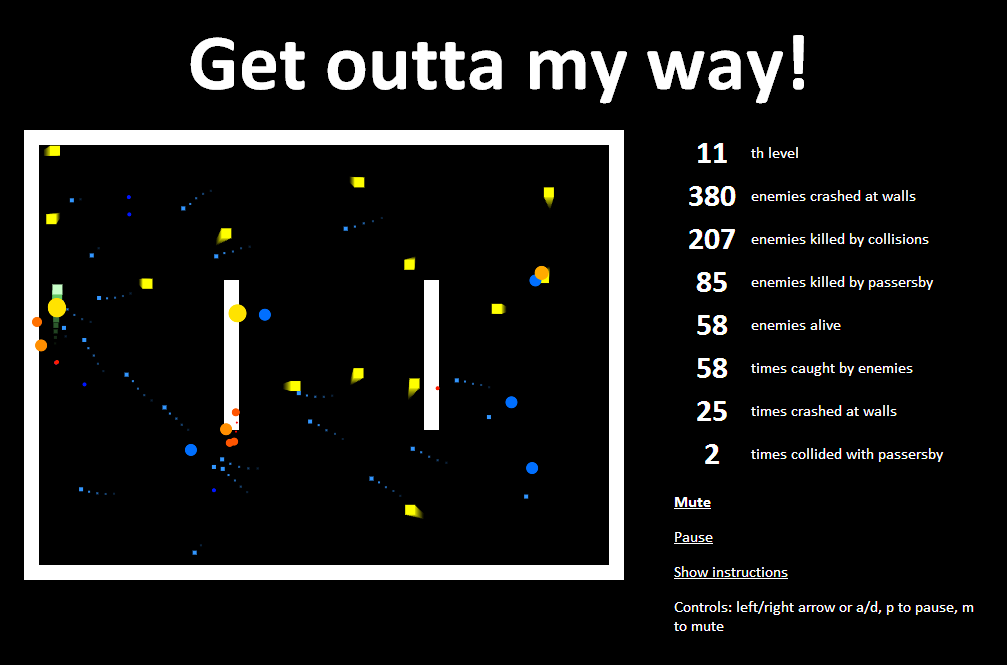 Get outta my way!
11 th level
380 enemies crashed at walls
207 enemies killed by collisions
85 enemies killed by passersby
58 enemies alive
58 times caught by enemies
25 times crashed at walls
2 times collided with passersby
Mute
Pause
Show instructions
Controls: left/right arrow or a/d, p to pause, m
to mute